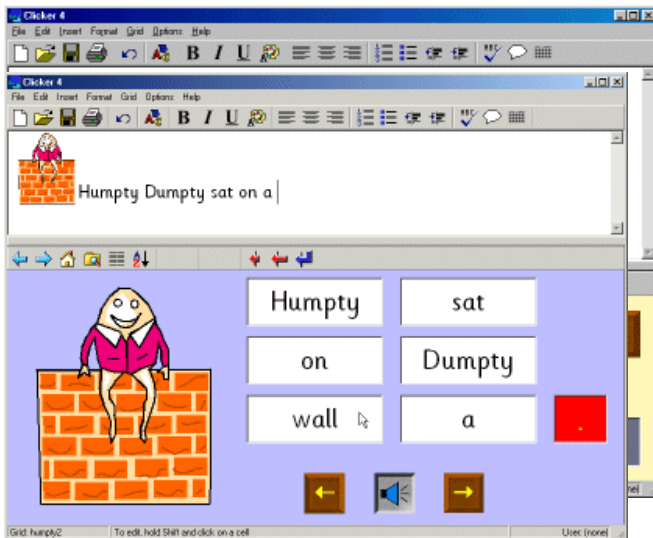 Clicker 4
File Edit Insert Format Grid Options Help
B I U
Clicker 4
File Edit Insert Format Grid Options Help
B I U
Humpty Dumpty sat on a
Humpty sat
on Dumpty
wall a .
Grid: humpty2 To edit, hold Shift and click on a cell User: (none)